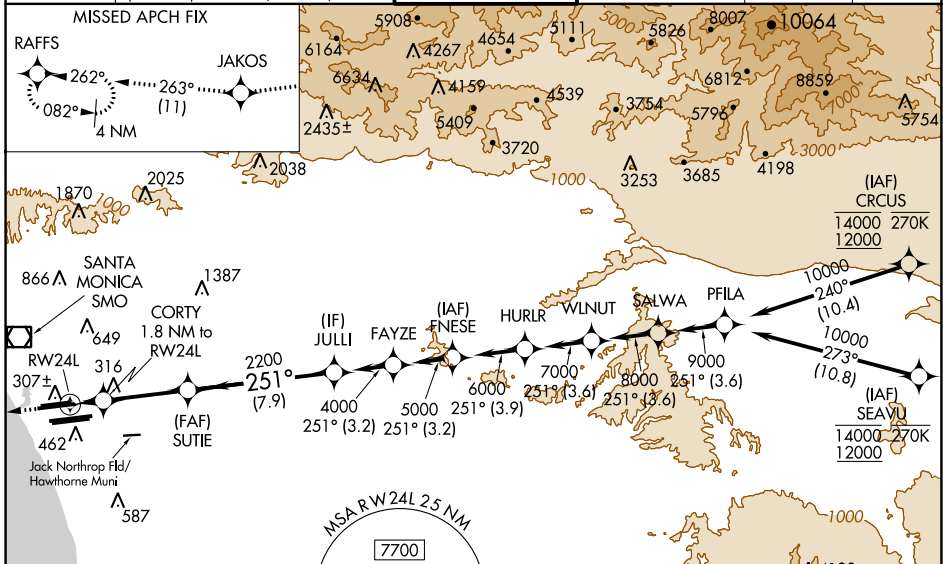 MISSED APCH FIX
RAFFS
JAKOS
262°
263°
(11)
082°
4 NM
5908
6164
4267
4654
5111
5826
8007
10064
5000
6634
4159
4539
6812
8859
7000
2435±
5409
3754
5796
5754
3720
3000
2038
3253
3685
4198
1000
2025
1870
1000
(IAF)
CRCUS
14000 270K
12000
866
SANTA
MONICA
SMO
1387
10000
240°
(10.4)
649
CORTY
1.8 NM to
RW24L
(IF)
JULLI
FAYZE
(IAF)
FNESE
HURLR
WLNUT
SALWA
PFILA
10000
273°
(10.8)
RW24L
316
307±
2200
251°
(7.9)
4000
251° (3.2)
5000
251° (3.2)
6000
251° (3.9)
7000
251° (3.6)
8000
251° (3.6)
9000
251° (3.6)
(FAF)
SUTIE
(IAF)
SEAVU
14000 270K
12000
462
Jack Northrop Fld/
Hawthorne Muni
587
MSA RW24L 25 NM
7700
1000